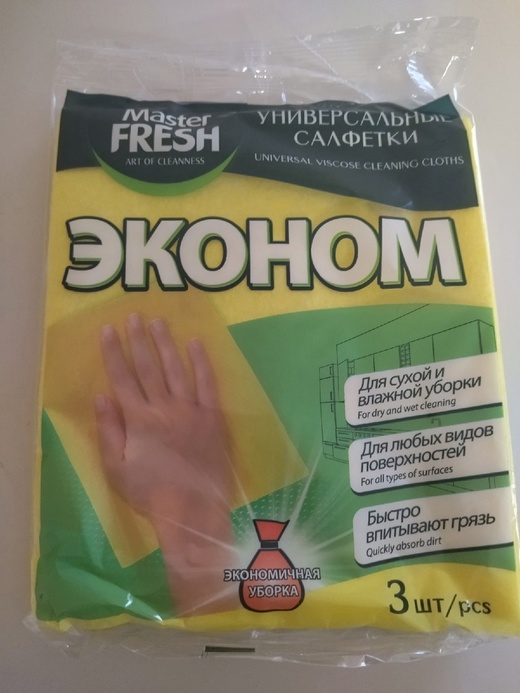 Master
FRESH
ART OF CLEANNESS
УНИВЕРСАЛЬНЫЕ
САЛФЕТКИ
UNIVERSAL VISCOSE CLEANING CLOTHS
ЭКОНОМ
Для сухой и
влажной уборки
For dry and wet cleaning
Для любых видов
поверхностей
For all types of surfaces
Быстро
впитывают грязь
Quickly absorb dirt
ЭКОНОМИЧНАЯ
УБОРКА
3 шт/pcs